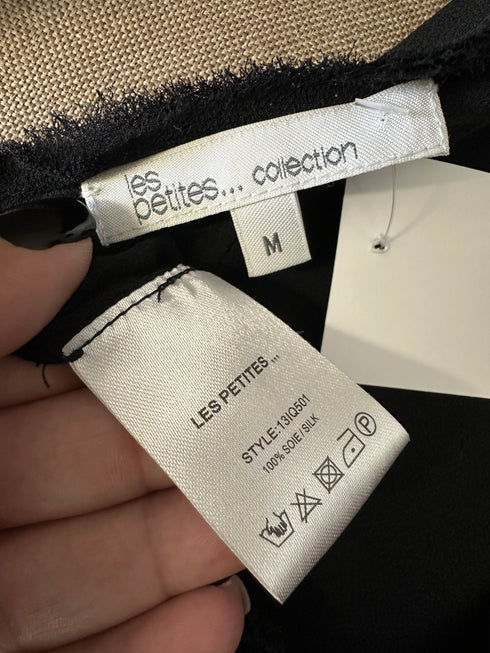 les
petites... collection
M
LES PETITES...
STYLE:13IQ501
100% SOIE / SILK
P